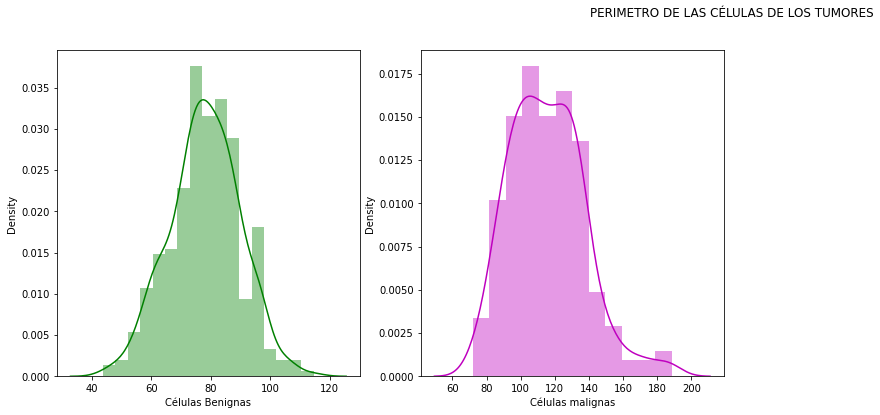 PERIMETRO DE LAS CÉLULAS DE LOS TUMORES
Density
0.035
0.030
0.025
0.020
0.015
0.010
0.005
0.000
40 60 80 100 120
Células Benignas
Density
0.0175
0.0150
0.0125
0.0100
0.0075
0.0050
0.0025
0.0000
60 80 100 120 140 160 180 200
Células malignas